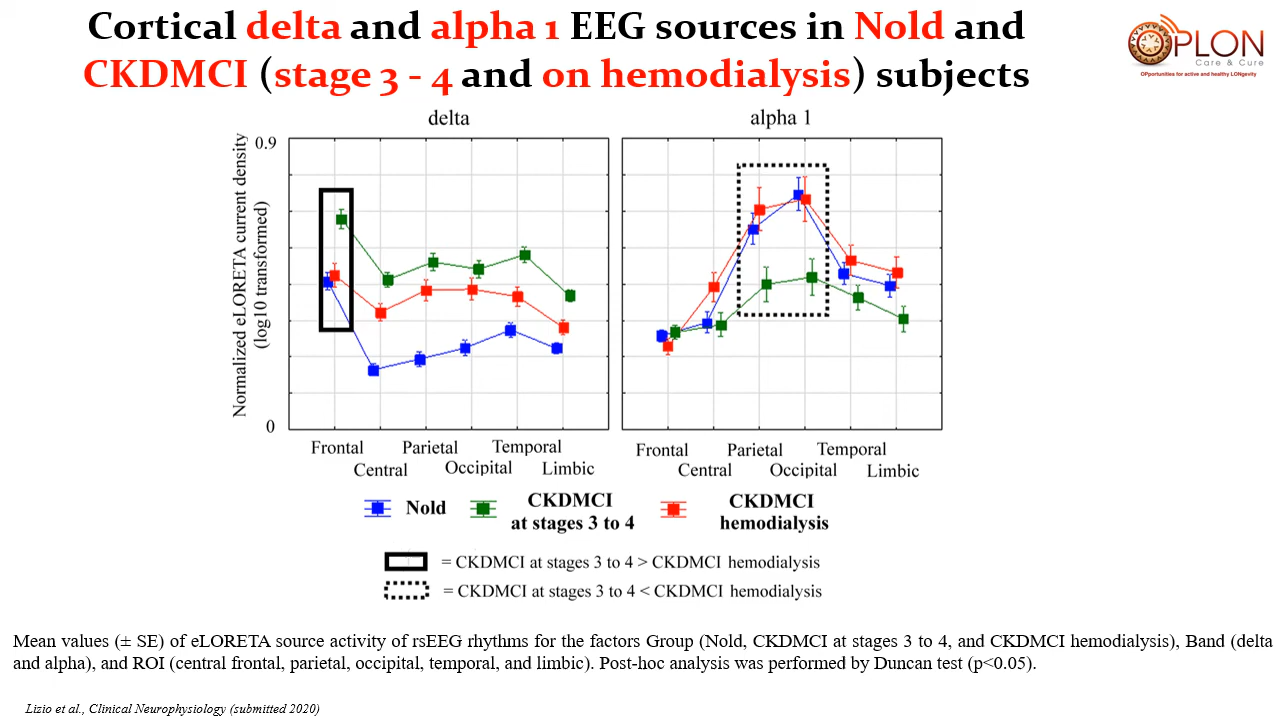 Cortical delta and alpha 1 EEG sources in Nold and
CKDMCI (stage 3 - 4 and on hemodialysis) subjects
OPLON
Care & Cure
OPportunities for active and healthy LONgevity
delta
alpha 1
Normalized eLORETA current density
(log10 transformed)
0.9
0
Frontal
Central
Parietal
Occipital
Temporal
Limbic
Frontal
Central
Parietal
Occipital
Temporal
Limbic
Nold
CKDMCI
at stages 3 to 4
CKDMCI
hemodialysis
= CKDMCI at stages 3 to 4 > CKDMCI hemodialysis
= CKDMCI at stages 3 to 4 < CKDMCI hemodialysis
Mean values (± SE) of eLORETA source activity of rsEEG rhythms for the factors Group (Nold, CKDMCI at stages 3 to 4, and CKDMCI hemodialysis), Band (delta
and alpha), and ROI (central frontal, parietal, occipital, temporal, and limbic). Post-hoc analysis was performed by Duncan test (p<0.05).
Lizio et al., Clinical Neurophysiology (submitted 2020)